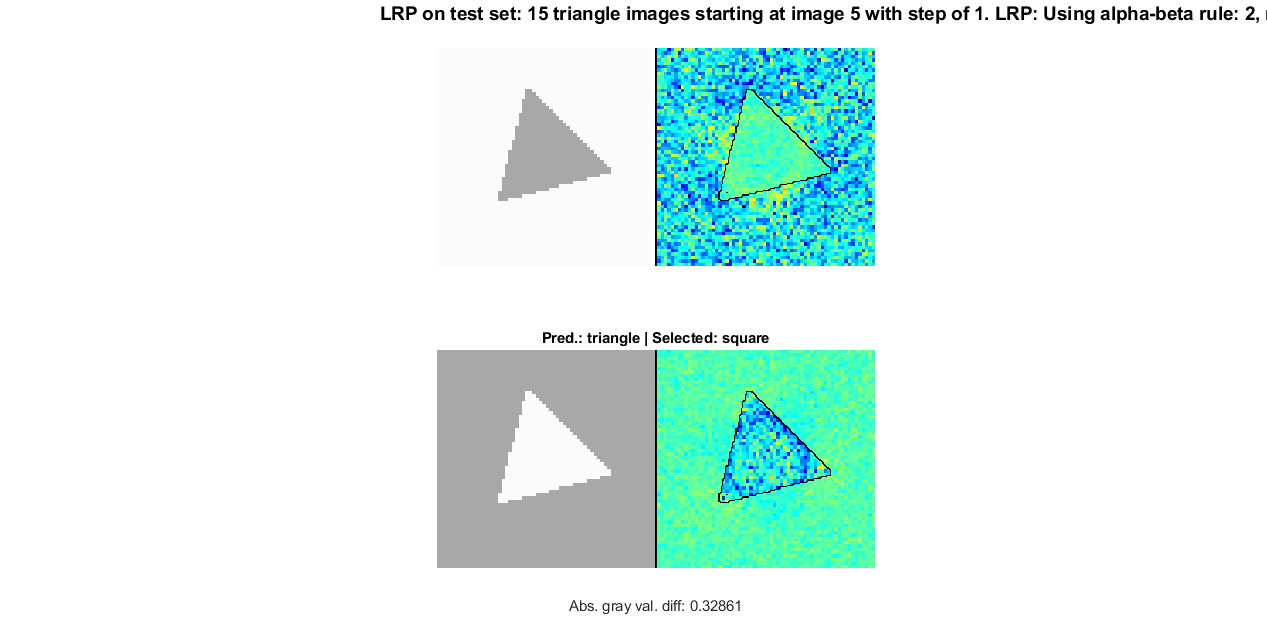 LRP on test set: 15 triangle images starting at image 5 with step of 1. LRP: Using alpha-beta rule: 2,
Pred.: triangle | Selected: square
Abs. gray val. diff: 0.32861